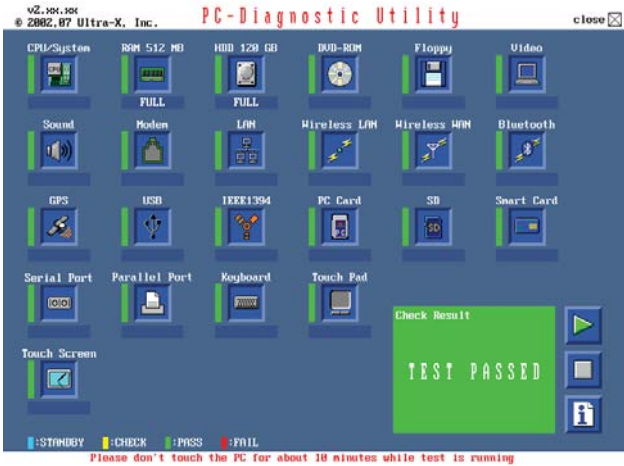 v2.xx.xx
© 2002,07 Ultra-X, Inc.
PC-Diagnostic Utility
close
CPU/System
RAM 512 MB
HDD 120 GB
DVD-ROM
Floppy
Video
FULL
FULL
Sound
Modem
LAN
Wireless LAN
Wireless WAN
Bluetooth
GPS
USB
IEEE1394
PC Card
SD
Smart Card
SD
Serial Port
Parallel Port
Keyboard
Touch Pad
Check Result
TEST PASSED
Touch Screen
:STANDBY
:CHECK
:PASS
:FAIL
Please don't touch the PC for about 10 minutes while test is running